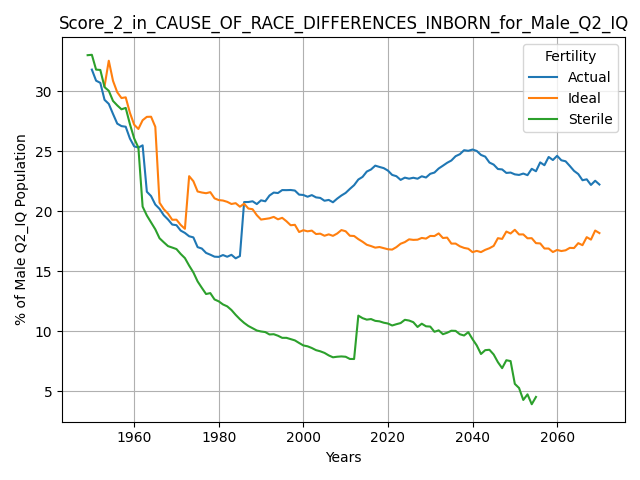 Score_2_in_CAUSE_OF_RACE_DIFFERENCES_INBORN_for_Male_Q2_IQ
Fertility
Actual
Ideal
Sterile
% of Male Q2_IQ Population
30
25
20
15
10
5
1960
1980
2000
2020
2040
2060
Years